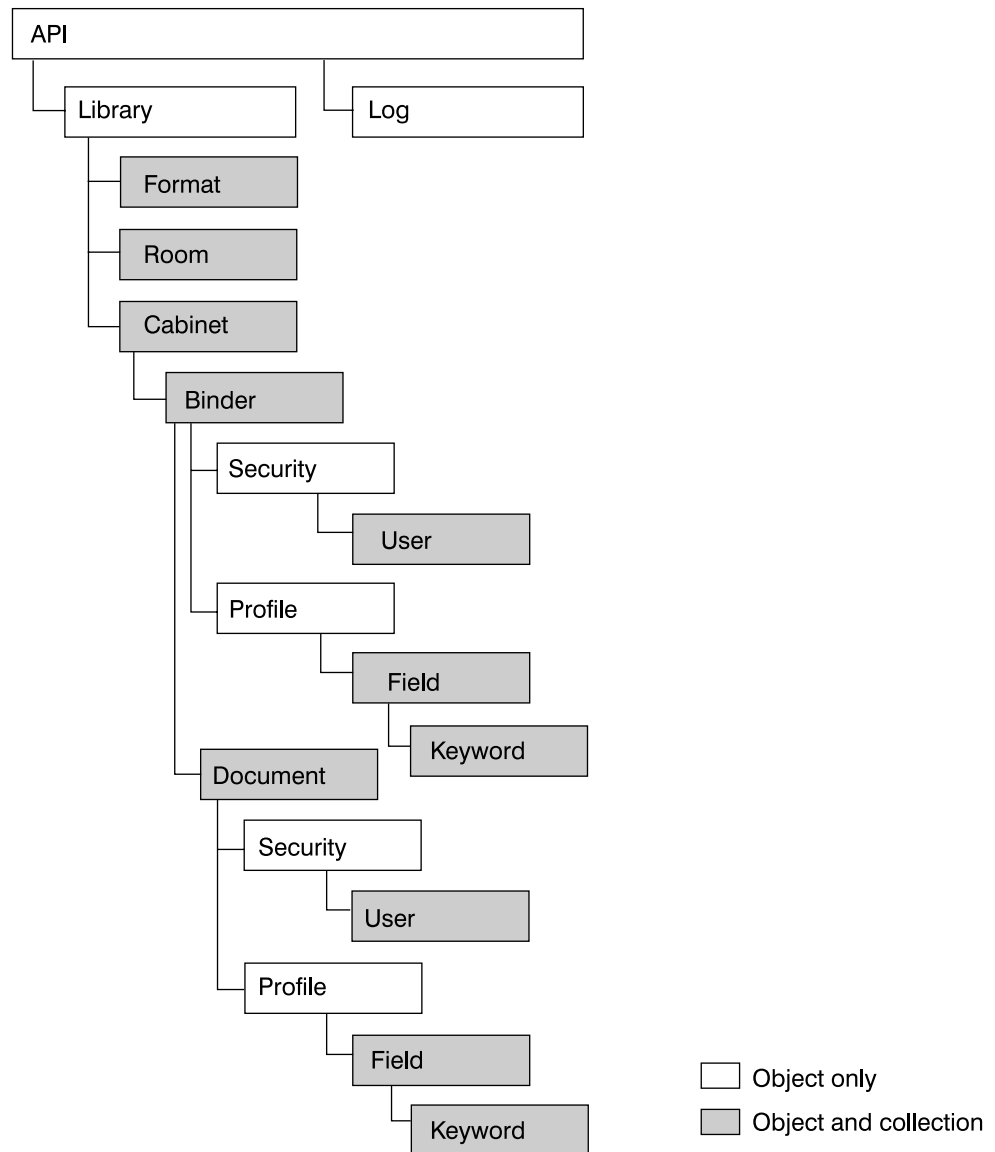 API
Library
Log
Format
Room
Cabinet
Binder
Security
User
Profile
Field
Keyword
Document
Security
User
Profile
Field
Keyword
Object only
Object and collection